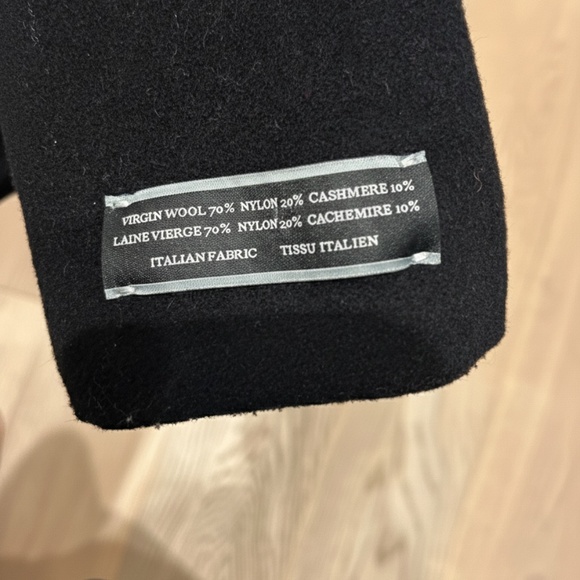 VIRGIN WOOL 70% NYLON 20% CASHMERE 10%
LAINE VIERGE 70% NYLON 20% CACHEMIRE 10%
ITALIAN FABRIC TISSU ITALIEN